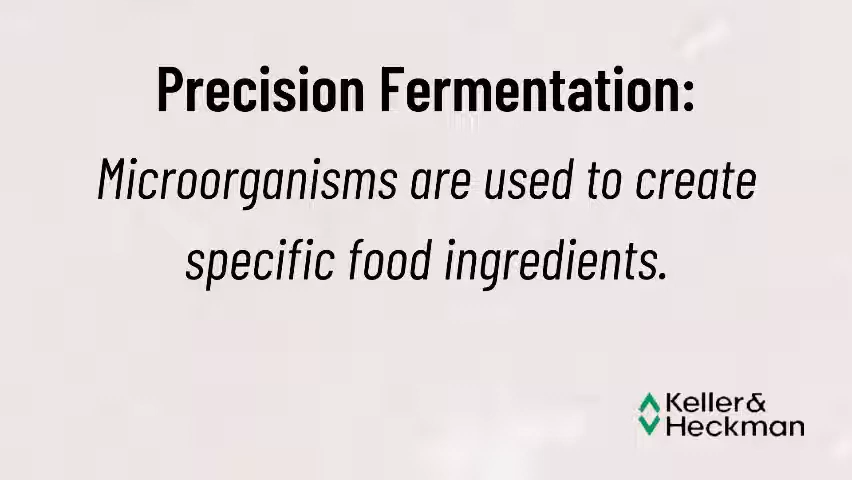 Precision Fermentation:
Microorganisms are used to create
specific food ingredients.
Keller&
Heckman